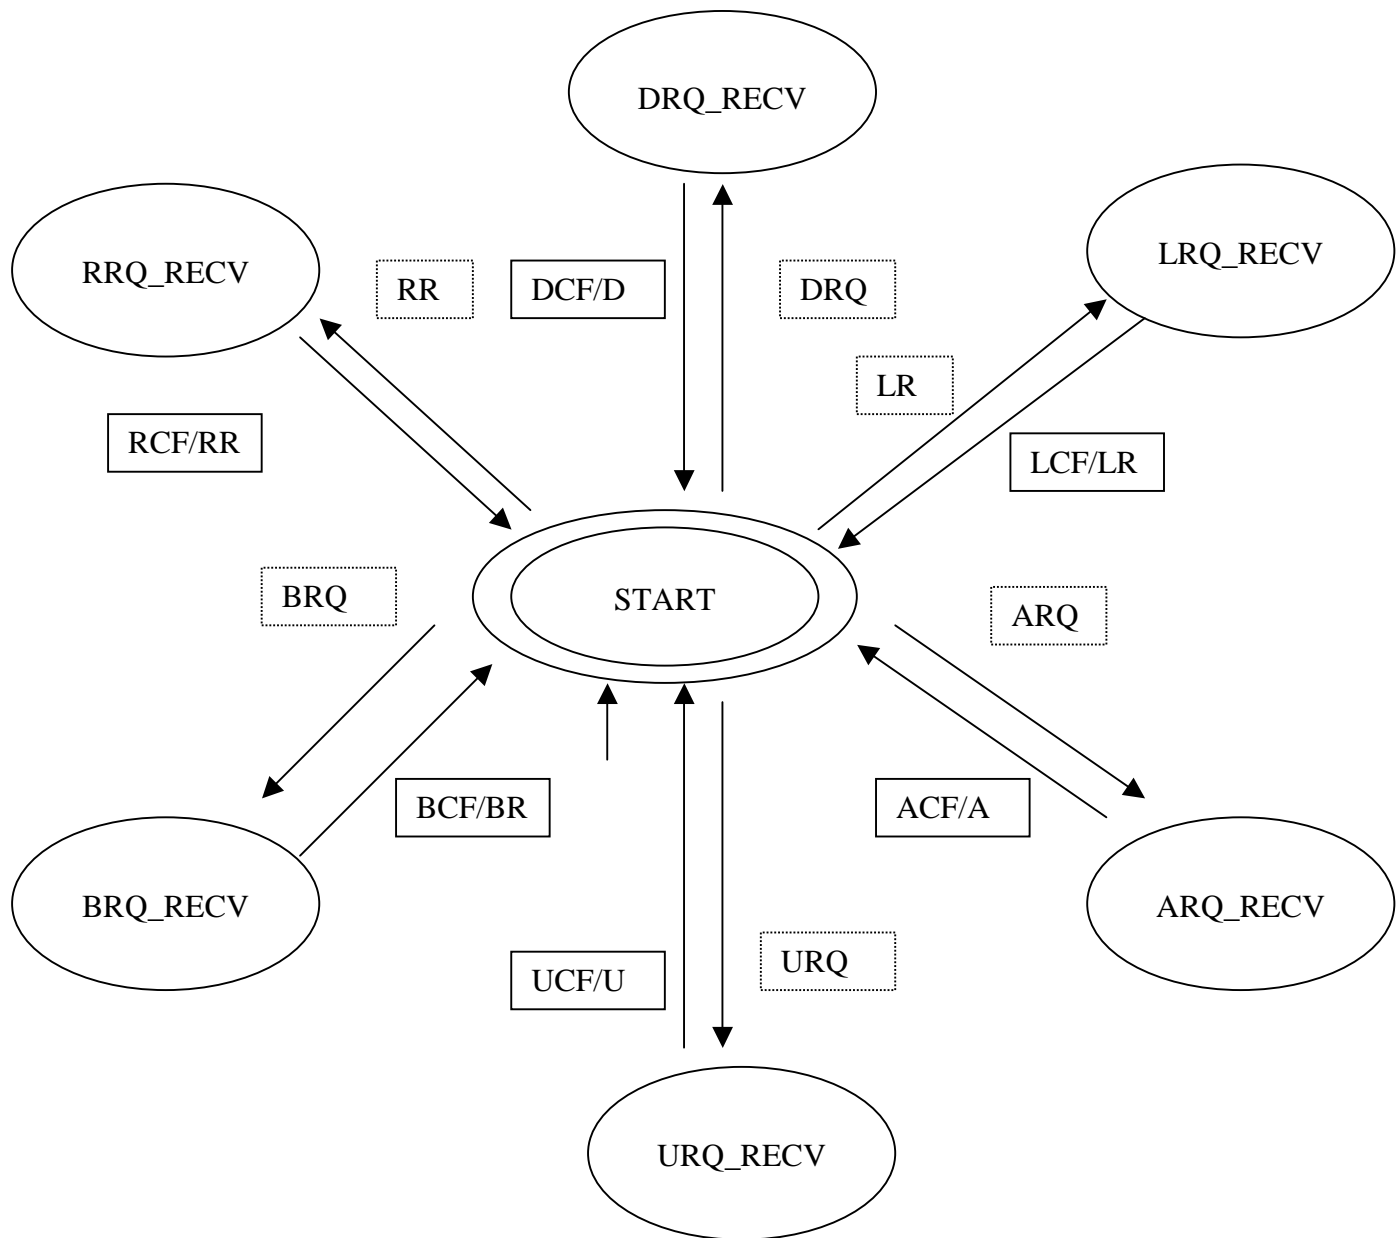 DRQ_RECV
LRQ_RECV
RRQ_RECV
RR
DCF/D
DRQ
LR
RCF/RR
LCF/LR
BRQ
START
ARQ
BCF/BR
ACF/A
BRQ_RECV
ARQ_RECV
UCF/U
URQ
URQ_RECV